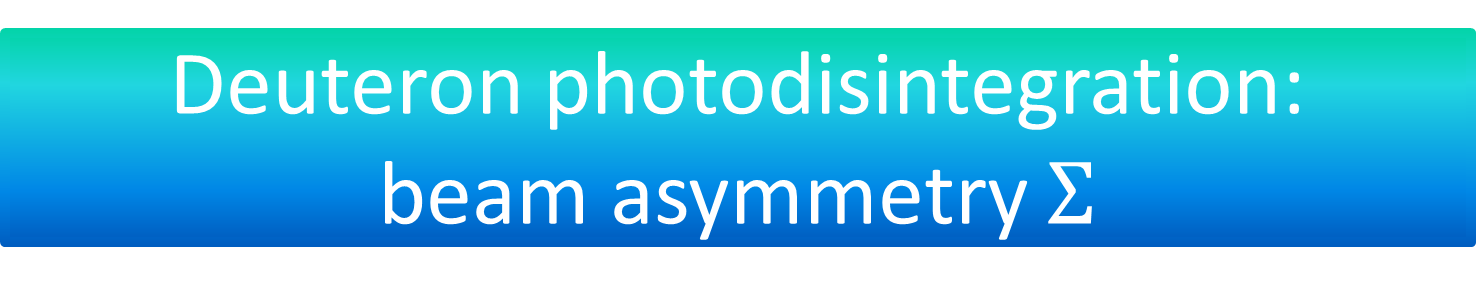 Deuteron photodisintegration:
beam asymmetry Σ